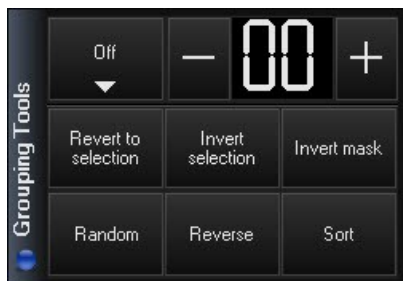 Grouping Tools
Off
− 00 +
Revert to
selection
Invert
selection
Invert mask
Random
Reverse
Sort